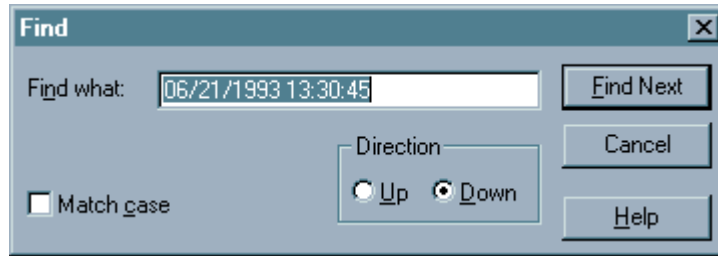 Find
Find what: 06/21/1993 13:30:45 Find Next
Direction Cancel
Match case Up Down Help